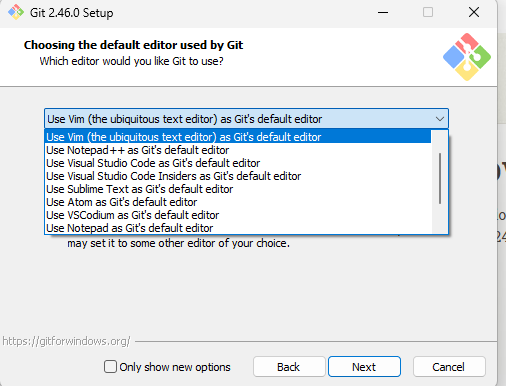 Git 2.46.0 Setup
Choosing the default editor used by Git
Which editor would you like Git to use?
Use Vim (the ubiquitous text editor) as Git's default editor
Use Vim (the ubiquitous text editor) as Git's default editor
Use Notepad++ as Git's default editor
Use Visual Studio Code as Git's default editor
Use Visual Studio Code Insiders as Git's default editor
Use Sublime Text as Git's default editor
Use Atom as Git's default editor
Use VSCodium as Git's default editor
Use Notepad as Git's default editor
may set it to some other editor of your choice.
https://gitforwindows.org/
Only show new options
Back
Next
Cancel